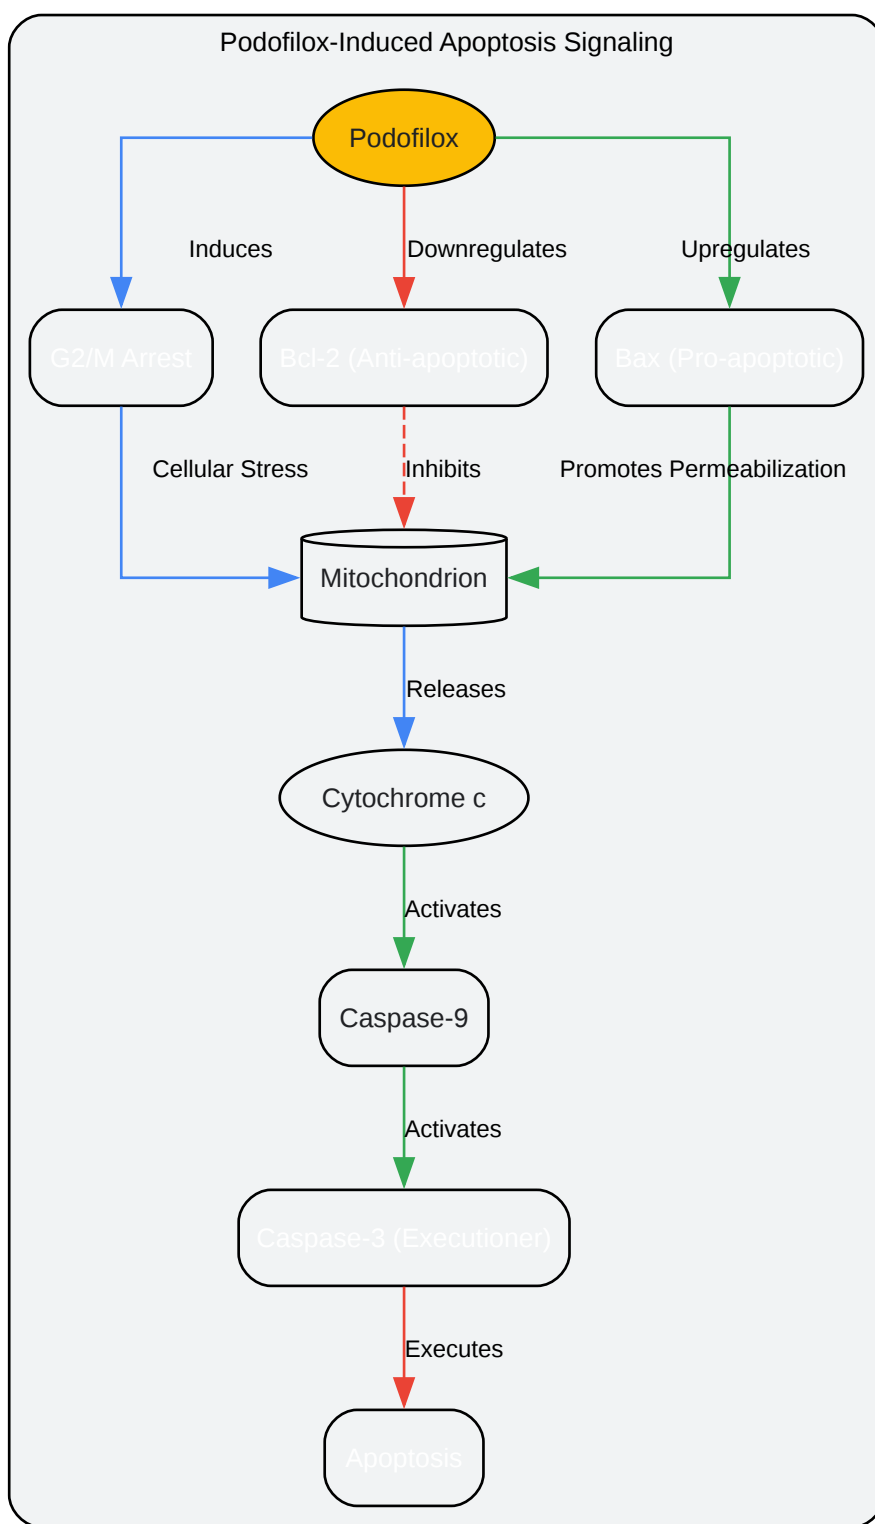 Podofilox-Induced Apoptosis Signaling
Podofilox
Induces
Downregulates
Upregulates
G2/M Arrest
Bcl-2 (Anti-apoptotic)
Bax (Pro-apoptotic)
Cellular Stress
Inhibits
Promotes Permeabilization
Mitochondrion
Releases
Cytochrome c
Activates
Caspase-9
Activates
Caspase-3 (Executioner)
Executes
Apoptosis